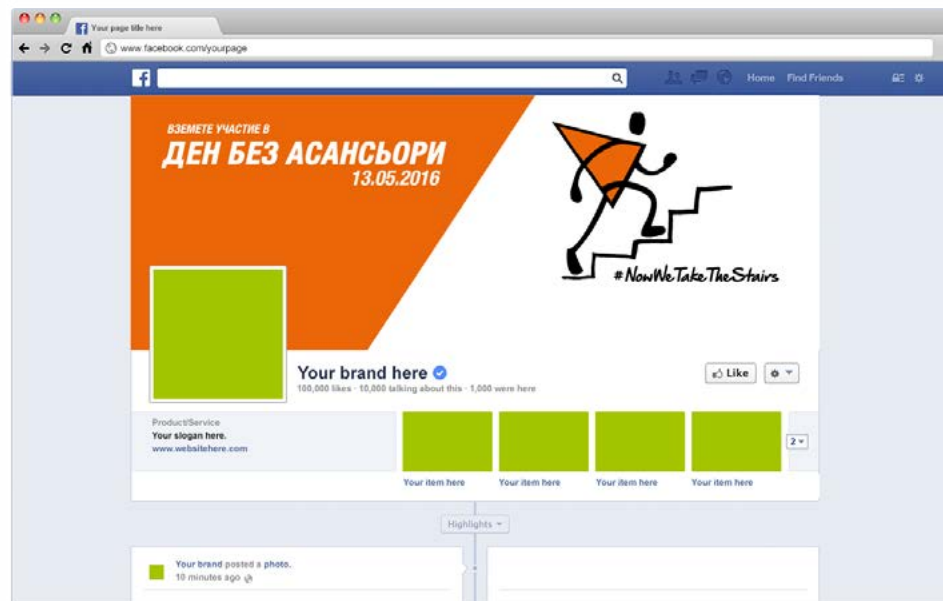 Your page title here
www.facebook.com/yourpage
f
Home Find Friends
ВЗЕМЕТЕ УЧАСТИЕ В
ДЕН БЕЗ АСАНСЬОРИ
13.05.2016
#NowWeTakeTheStairs
Your brand here
100,000 likes · 10,000 talking about this · 1,000 were here
Like
Product/Service
Your slogan here.
www.websitehere.com
2
Your item here Your item here Your item here Your item here
Highlights
Your brand posted a photo.
10 minutes ago